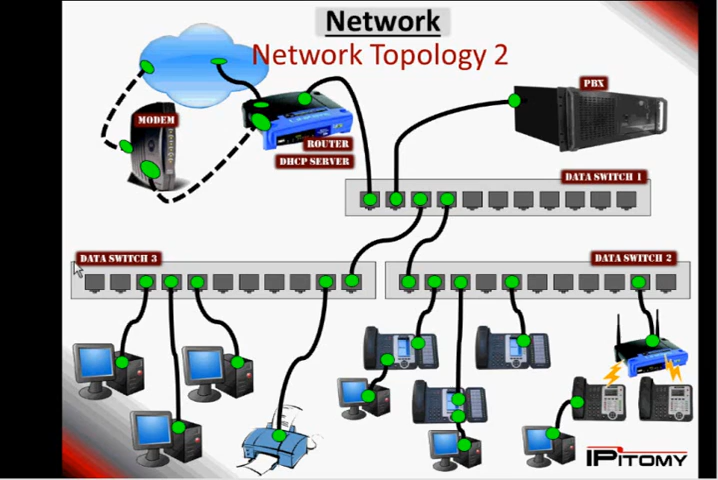 Network
Network Topology 2
PBX
MODEM
ROUTER
DHCP SERVER
DATA SWITCH 1
DATA SWITCH 3
DATA SWITCH 2
IPITOMY